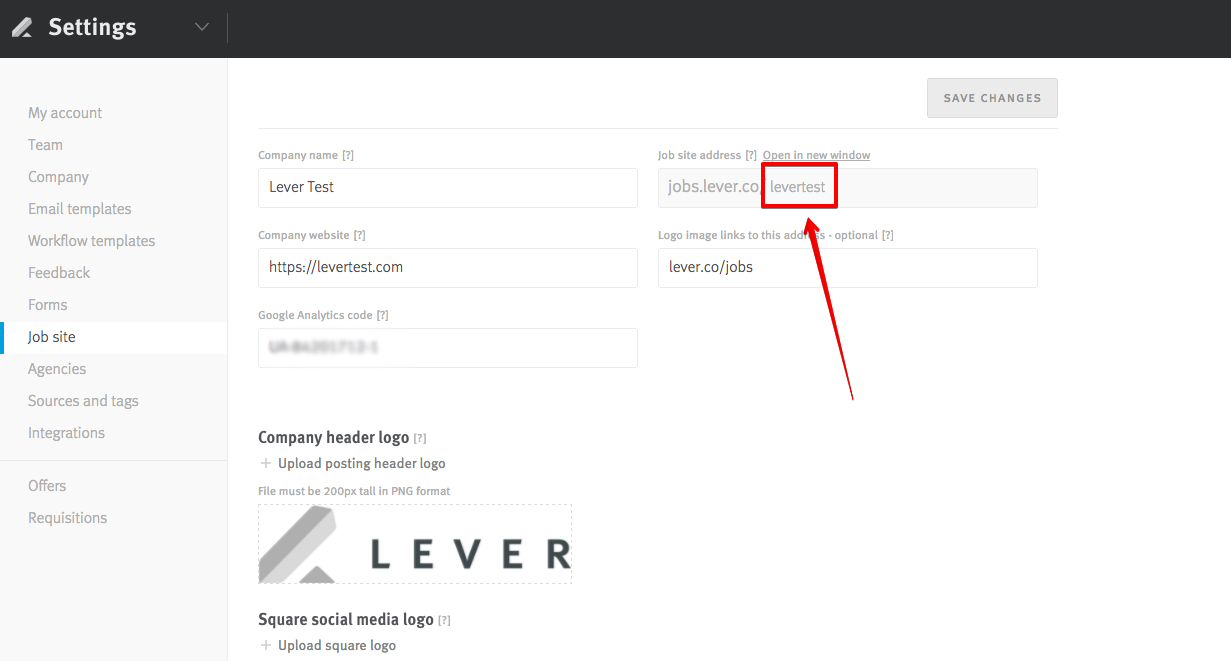 Settings
My account
Team
Company
Email templates
Workflow templates
Feedback
Forms
Job site
Agencies
Sources and tags
Integrations
Offers
Requisitions
SAVE CHANGES
Company name [?]
Lever Test
Job site address [?] Open in new window
jobs.lever.co levertest
Company website [?]
https://levertest.com
Logo image links to this address - optional [?]
lever.co/jobs
Google Analytics code [?]
Company header logo [?]
+ Upload posting header logo
File must be 200px tall in PNG format
LEVER
Square social media logo [?]
+ Upload square logo